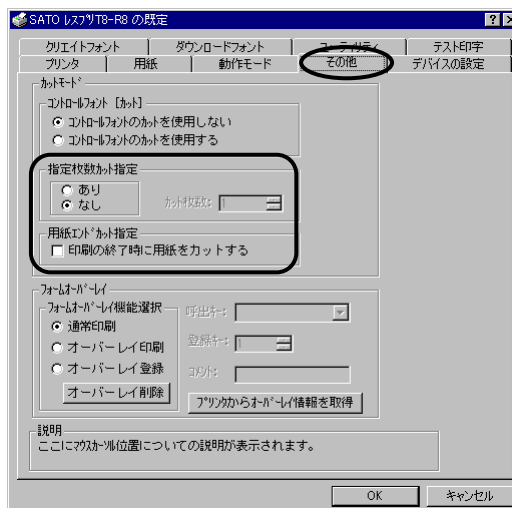 SATO ﾚｽﾌﾟﾘT8-R8 の既定
クリエイトフォント
ダウンロードフォント
ユーティリティ
テスト印字
プリンタ
用紙
動作モード
その他
デバイスの設定
ｶｯﾄﾓｰﾄﾞ
ｺﾝﾄﾛｰﾙﾌｫﾝﾄ [ｶｯﾄ]
ｺﾝﾄﾛｰﾙﾌｫﾝﾄのｶｯﾄを使用しない
ｺﾝﾄﾛｰﾙﾌｫﾝﾄのｶｯﾄを使用する
指定枚数ｶｯﾄ指定
あり
なし
ｶｯﾄ枚数: 1
用紙ｴﾝﾄﾞｶｯﾄ指定
印刷の終了時に用紙をカットする
ﾌｫｰﾑｵｰﾊﾞｰﾚｲ
ﾌｫｰﾑｵｰﾊﾞｰﾚｲ機能選択
通常印刷
オーバーレイ印刷
オーバーレイ登録
オーバーレイ削除
呼出ｷｰ:
登録ｷｰ: 1
ｺﾒﾝﾄ:
ﾌﾟﾘﾝﾀからｵｰﾊﾞｰﾚｲ情報を取得
説明
ここにﾏｳｽｶｰｿﾙ位置についての説明が表示されます。
OK
キャンセル